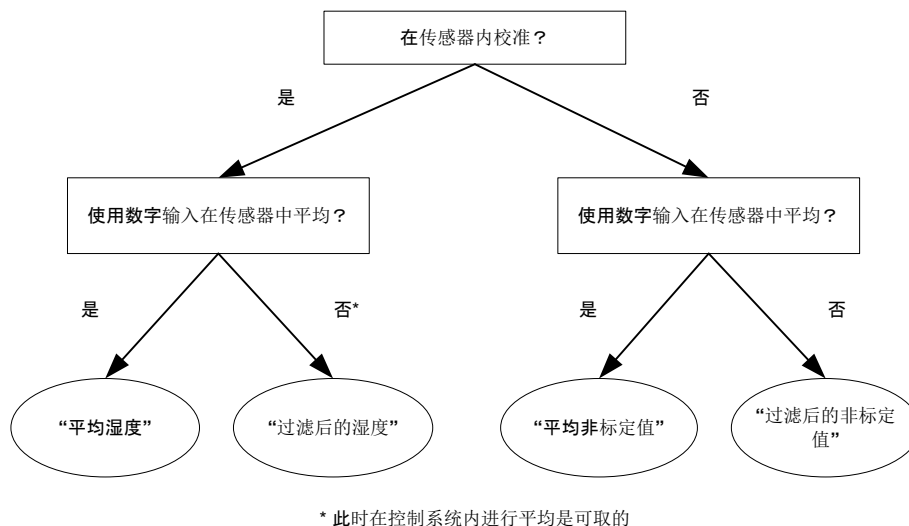 在传感器内校准？
是
否
使用数字输入在传感器中平均？
使用数字输入在传感器中平均？
是
否*
是
否
“平均湿度”
“过滤后的湿度”
“平均非标定值”
“过滤后的非标定
值”
* 此时在控制系统内进行平均是可取的